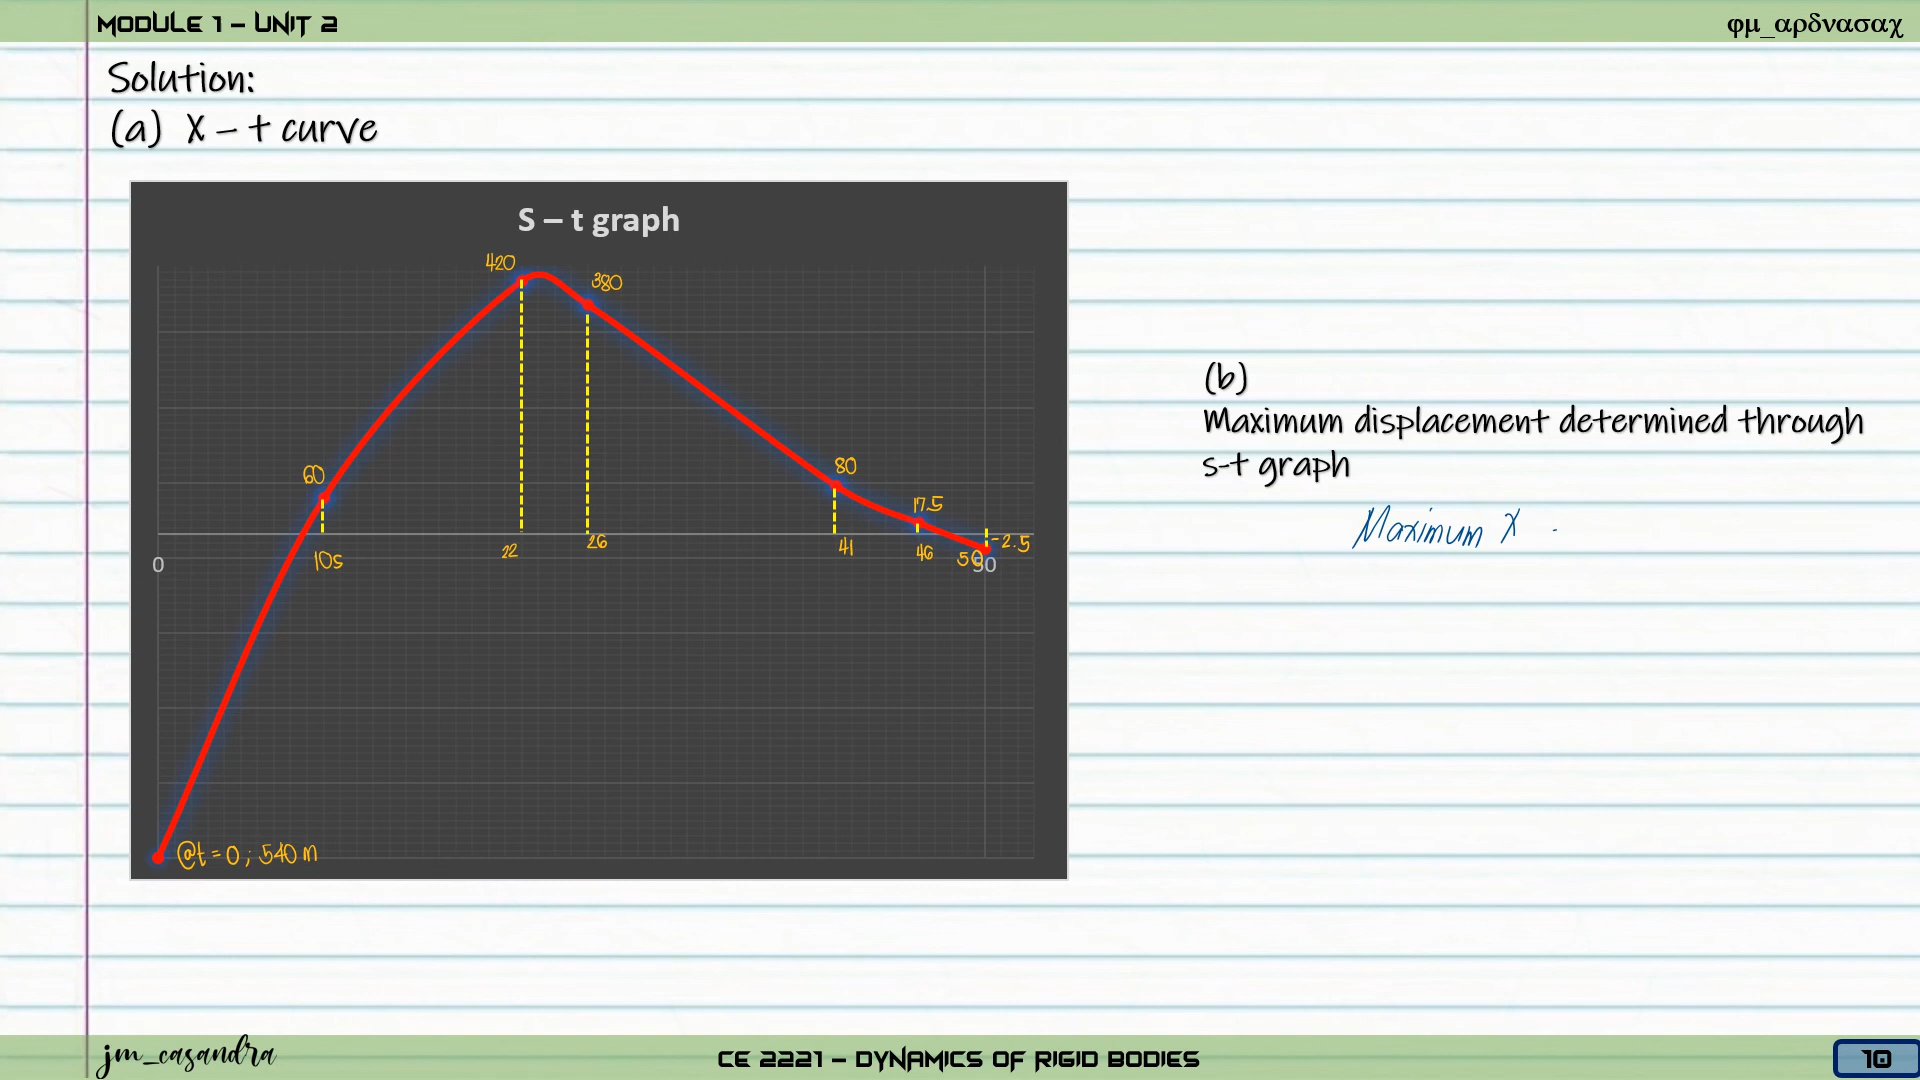 MODULE 1 – UNIT 2
φμ_αρδνασαχ
Solution:
(a) X – t curve
S – t graph
420
380
60
80
17.5
-2.5
0
10s
22
26
41
46
50
50
@t = 0 ; 540 m
(b)
Maximum displacement determined through
s-t graph
Maximum X -
jm_casandra
CE 2221 – DYNAMICS OF RIGID BODIES
10